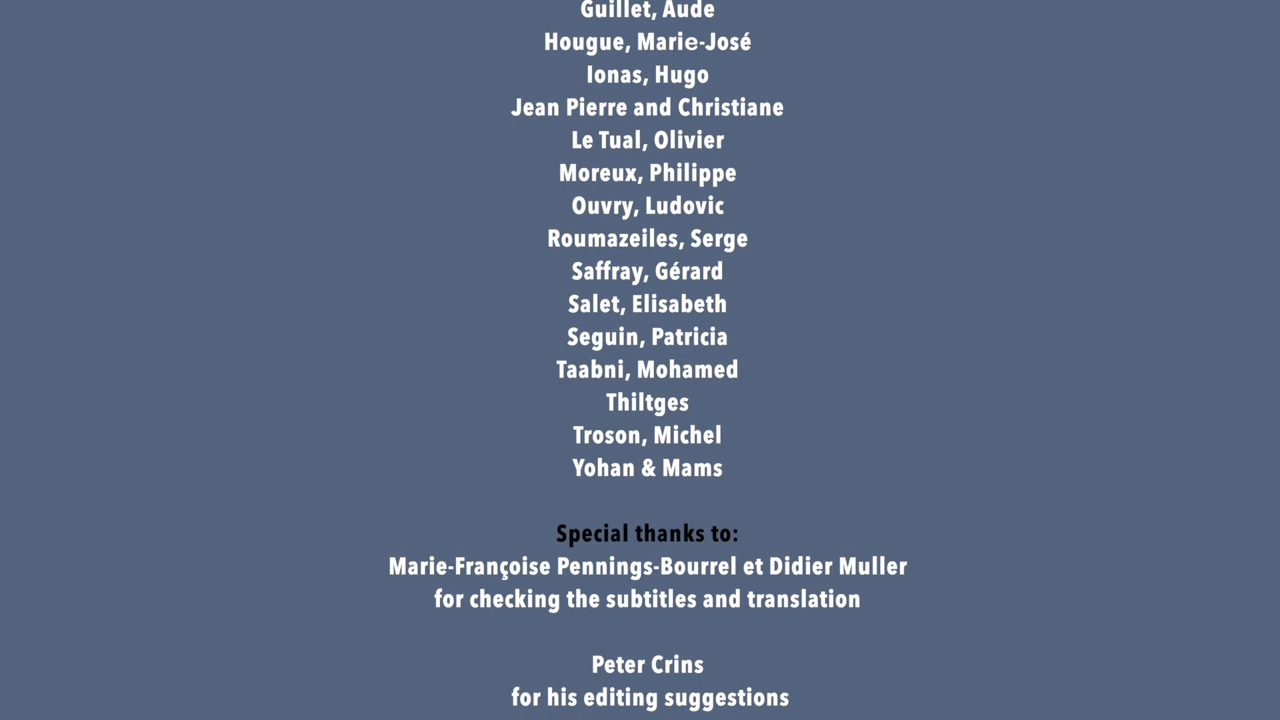 Guillet, Aude
Hougue, Marie-José
Ionas, Hugo
Jean Pierre and Christiane
Le Tual, Olivier
Moreux, Philippe
Ouvry, Ludovic
Roumazeiles, Serge
Saffray, Gérard
Salet, Elisabeth
Seguin, Patricia
Taabni, Mohamed
Thiltges
Troson, Michel
Yohan & Mams
Special thanks to:
Marie-Françoise Pennings-Bourrel et Didier Muller
for checking the subtitles and translation
Peter Crins
for his editing suggestions